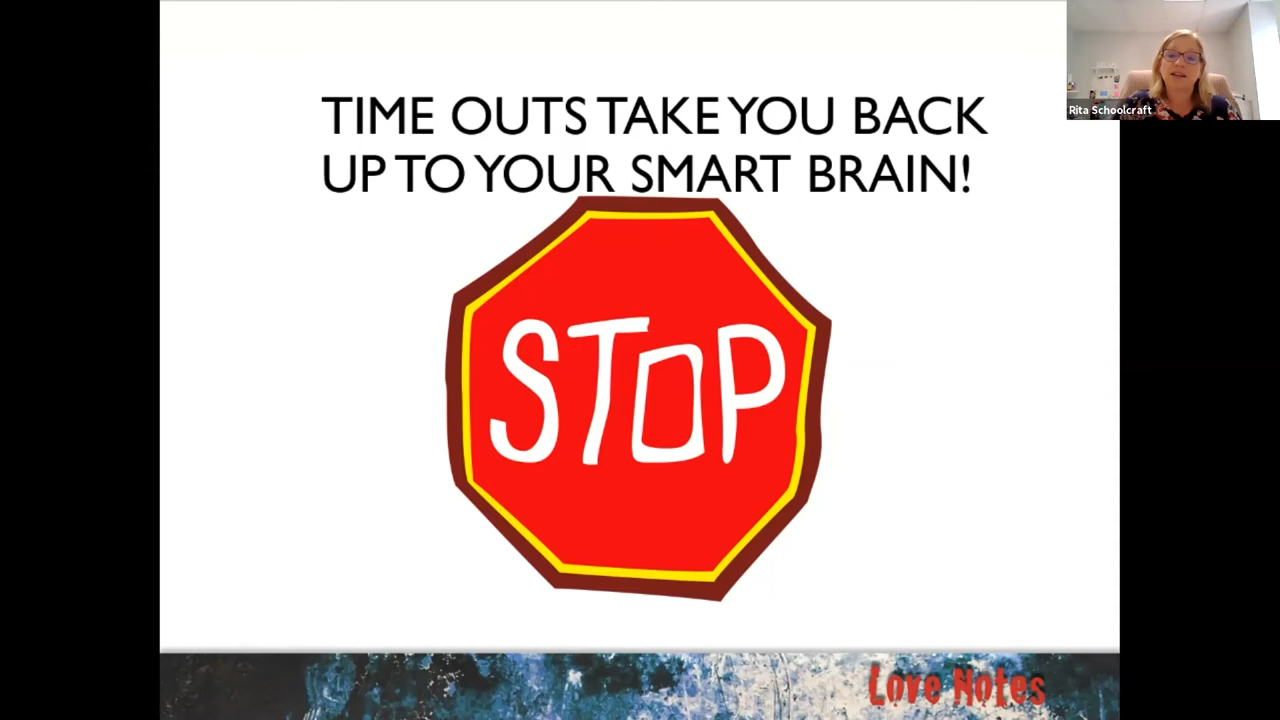 TIME OUTS TAKE YOU BACK
UP TO YOUR SMART BRAIN!
STOP
Love Notes
Rita Schoolcraft